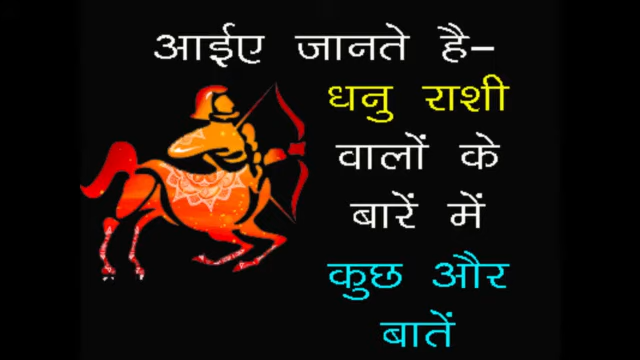 आईए जानते है–
धनु राशी
वालों के
बारें में
कुछ और
बातें